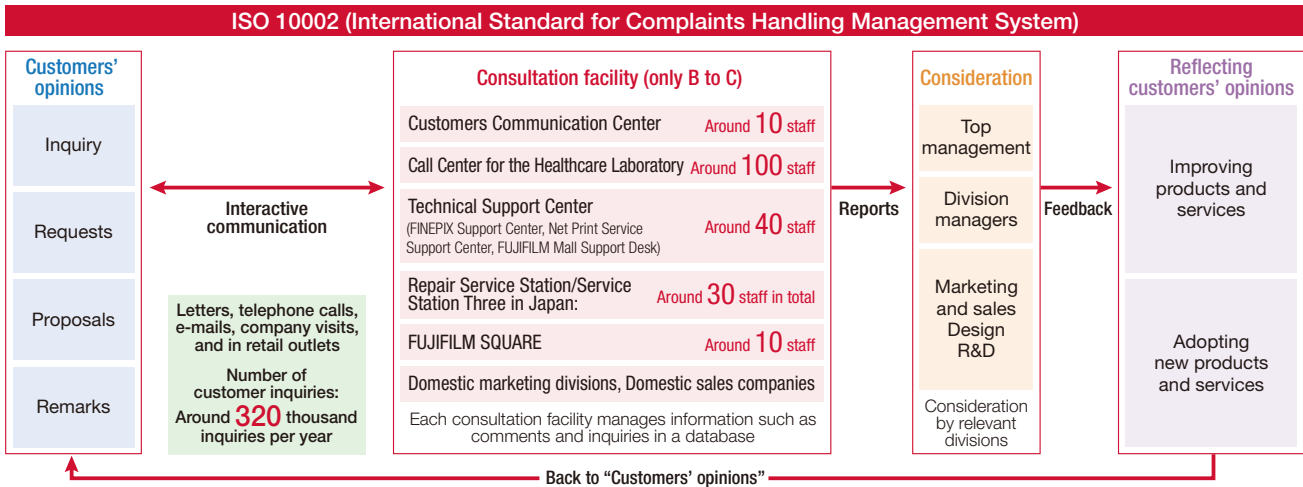 ISO 10002 (International Standard for Complaints Handling Management System)
Customers'
opinions
Inquiry
Requests
Proposals
Remarks
Interactive
communication
Letters, telephone calls,
e-mails, company visits,
and in retail outlets
Number of
customer inquiries:
Around 320 thousand
inquiries per year
Consultation facility (only B to C)
Customers Communication Center Around 10 staff
Call Center for the Healthcare Laboratory Around 100 staff
Technical Support Center
(FINEPIX Support Center, Net Print Service
Support Center, FUJIFILM Mall Support Desk)
Around 40 staff
Repair Service Station/Service
Station Three in Japan:
Around 30 staff in total
FUJIFILM SQUARE Around 10 staff
Domestic marketing divisions, Domestic sales companies
Each consultation facility manages information such as
comments and inquiries in a database
Reports
Consideration
Top
management
Division
managers
Marketing
and sales
Design
R&D
Consideration
by relevant
divisions
Feedback
Reflecting
customers' opinions
Improving
products and
services
Adopting
new products
and services
Back to “Customers' opinions”